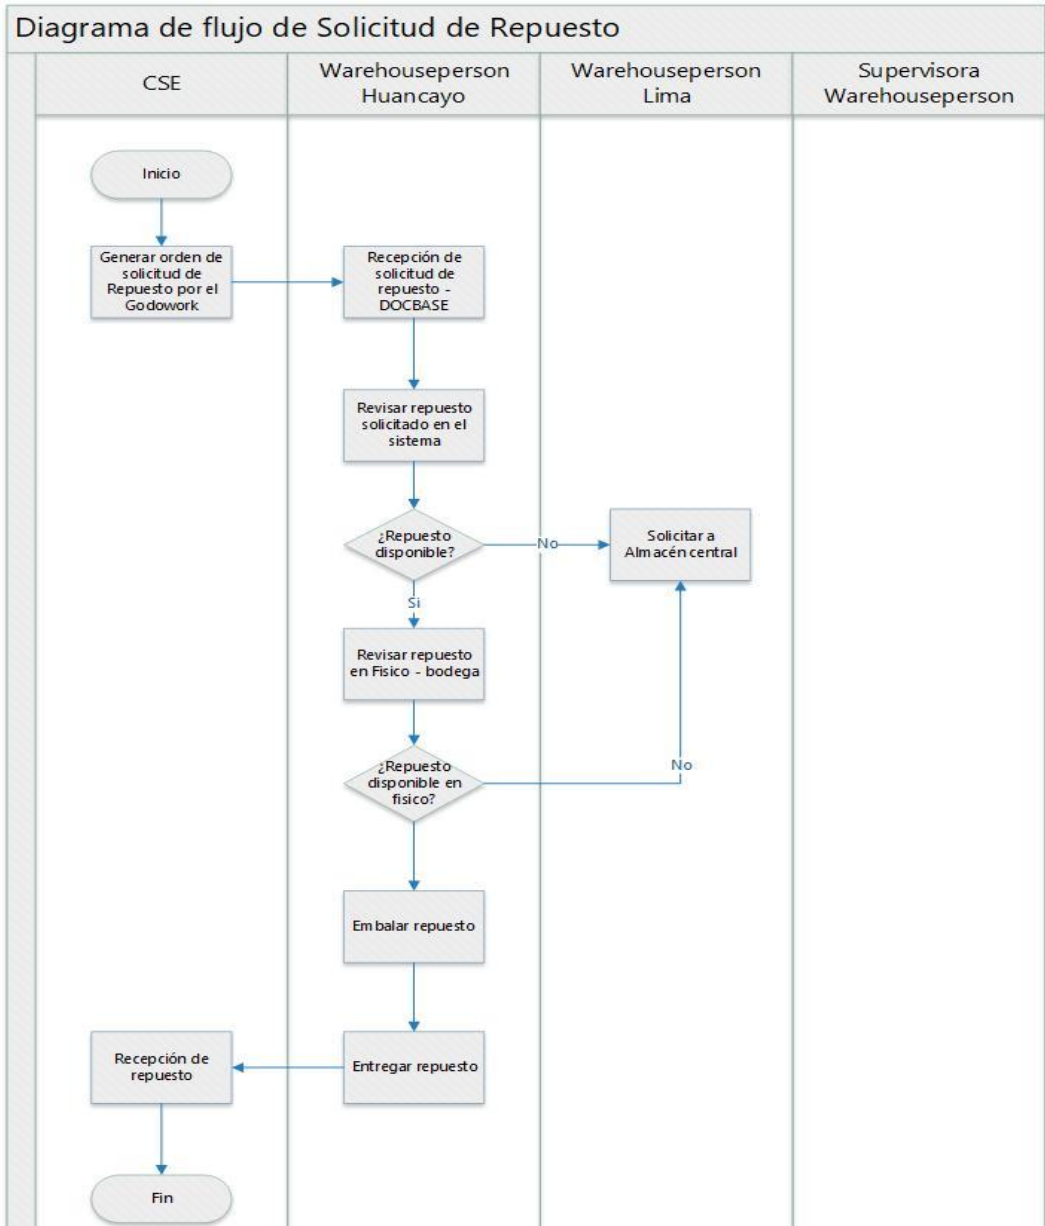 Diagrama de flujo de Solicitud de Repuesto
CSE
Warehouseperson
Huancayo
Warehouseperson
Lima
Supervisora
Warehouseperson
Inicio
Generar orden de
solicitud de
Repuesto por el
Godowork
Recepción de
solicitud de
repuesto -
DOCBASE
Revisar repuesto
solicitado en el
sistema
¿Repuesto
disponible?
No
Solicitar a
Almacén central
Si
Revisar repuesto
en Fisico - bodega
¿Repuesto
disponible en
fisico?
No
Embalar repuesto
Entregar repuesto
Recepción de
repuesto
Fin